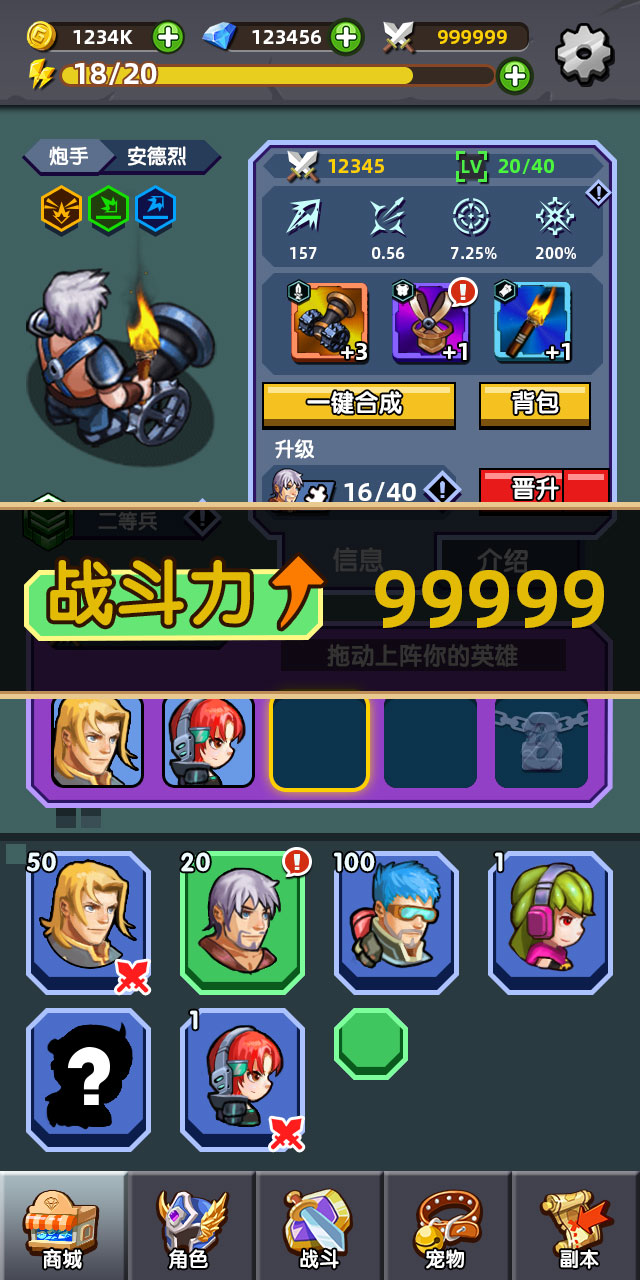 1234K
123456
999999
18/20
炮手 安德烈
12345 LV 20/40
157 0.56 7.25% 200%
+3 +1 +1
一键合成 背包
升级
16/40 晋升
二等兵
信息 介绍
战斗力 99999
拖动上阵你的英雄
50 20 100 1
? 1
商城 角色 战斗 宠物 副本